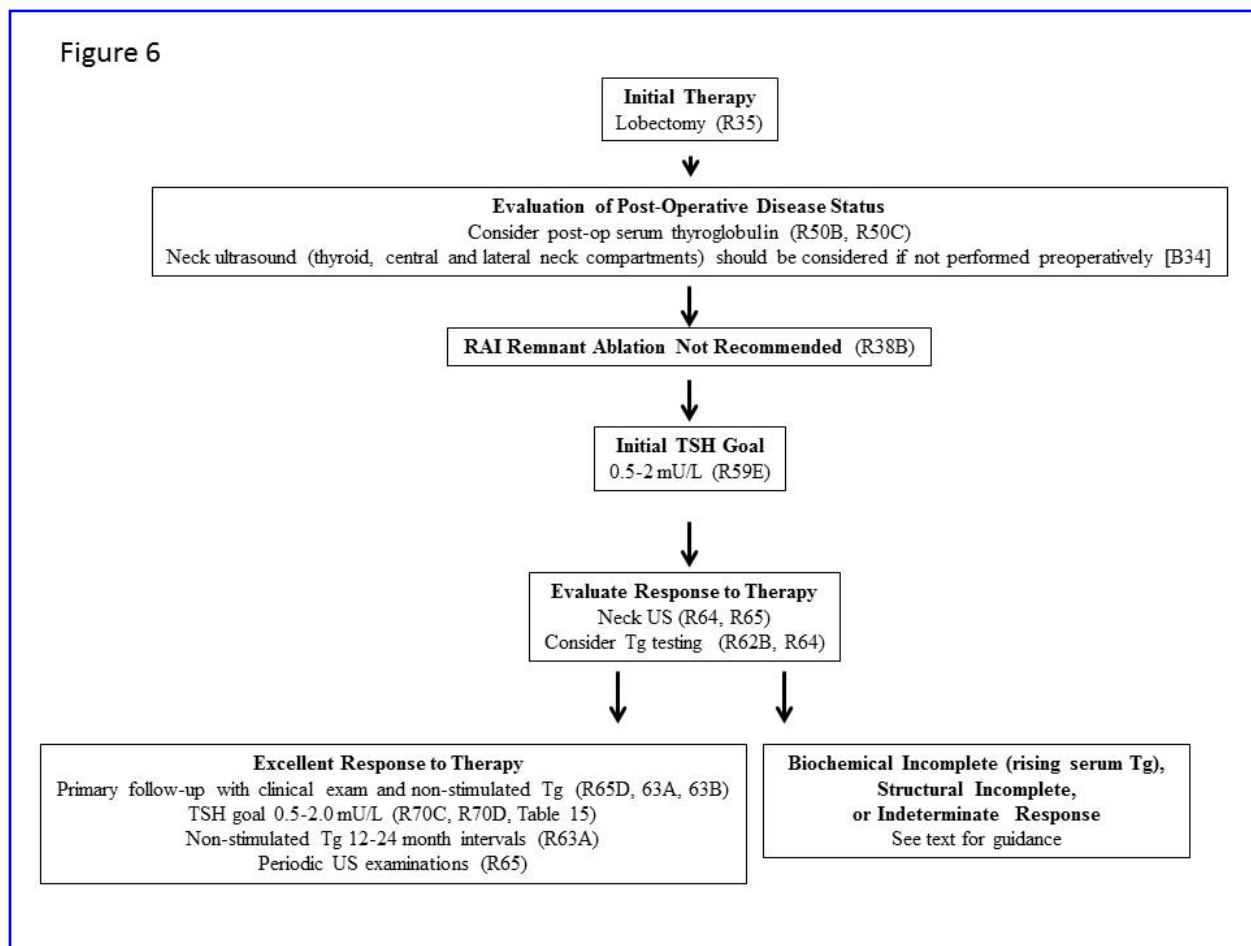 Figure 6
Initial Therapy
Lobectomy (R35)
Evaluation of Post-Operative Disease Status
Consider post-op serum thyroglobulin (R50B, R50C)
Neck ultrasound (thyroid, central and lateral neck compartments) should be considered if not performed preoperatively [B34]
RAI Remnant Ablation Not Recommended (R38B)
Initial TSH Goal
0.5-2 mU/L (R59E)
Evaluate Response to Therapy
Neck US (R64, R65)
Consider Tg testing (R62B, R64)
Excellent Response to Therapy
Primary follow-up with clinical exam and non-stimulated Tg (R65D, 63A, 63B)
TSH goal 0.5-2.0 mU/L (R70C, R70D, Table 15)
Non-stimulated Tg 12-24 month intervals (R63A)
Periodic US examinations (R65)
Biochemical Incomplete (rising serum Tg),
Structural Incomplete,
or Indeterminate Response
See text for guidance